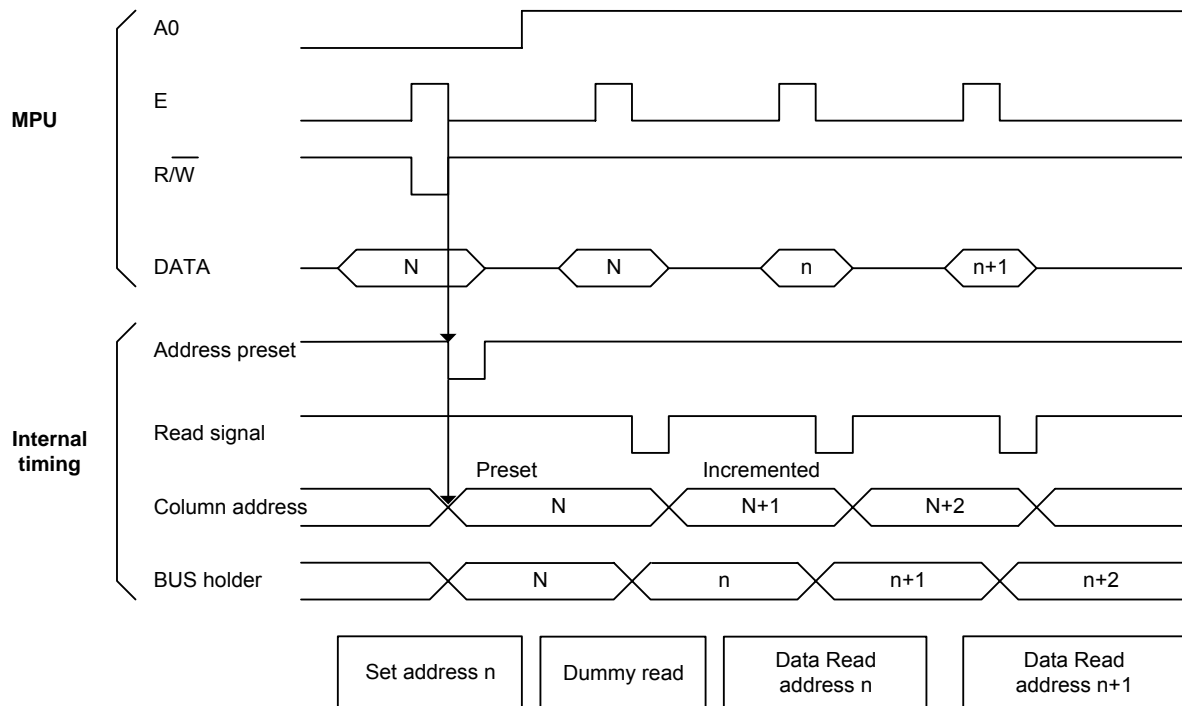 MPU
A0
E
R/W
DATA
N
N
n
n+1
Internal
timing
Address preset
Read signal
Preset
Incremented
Column address
N
N+1
N+2
BUS holder
N
n
n+1
n+2
Set address n
Dummy read
Data Read
address n
Data Read
address n+1